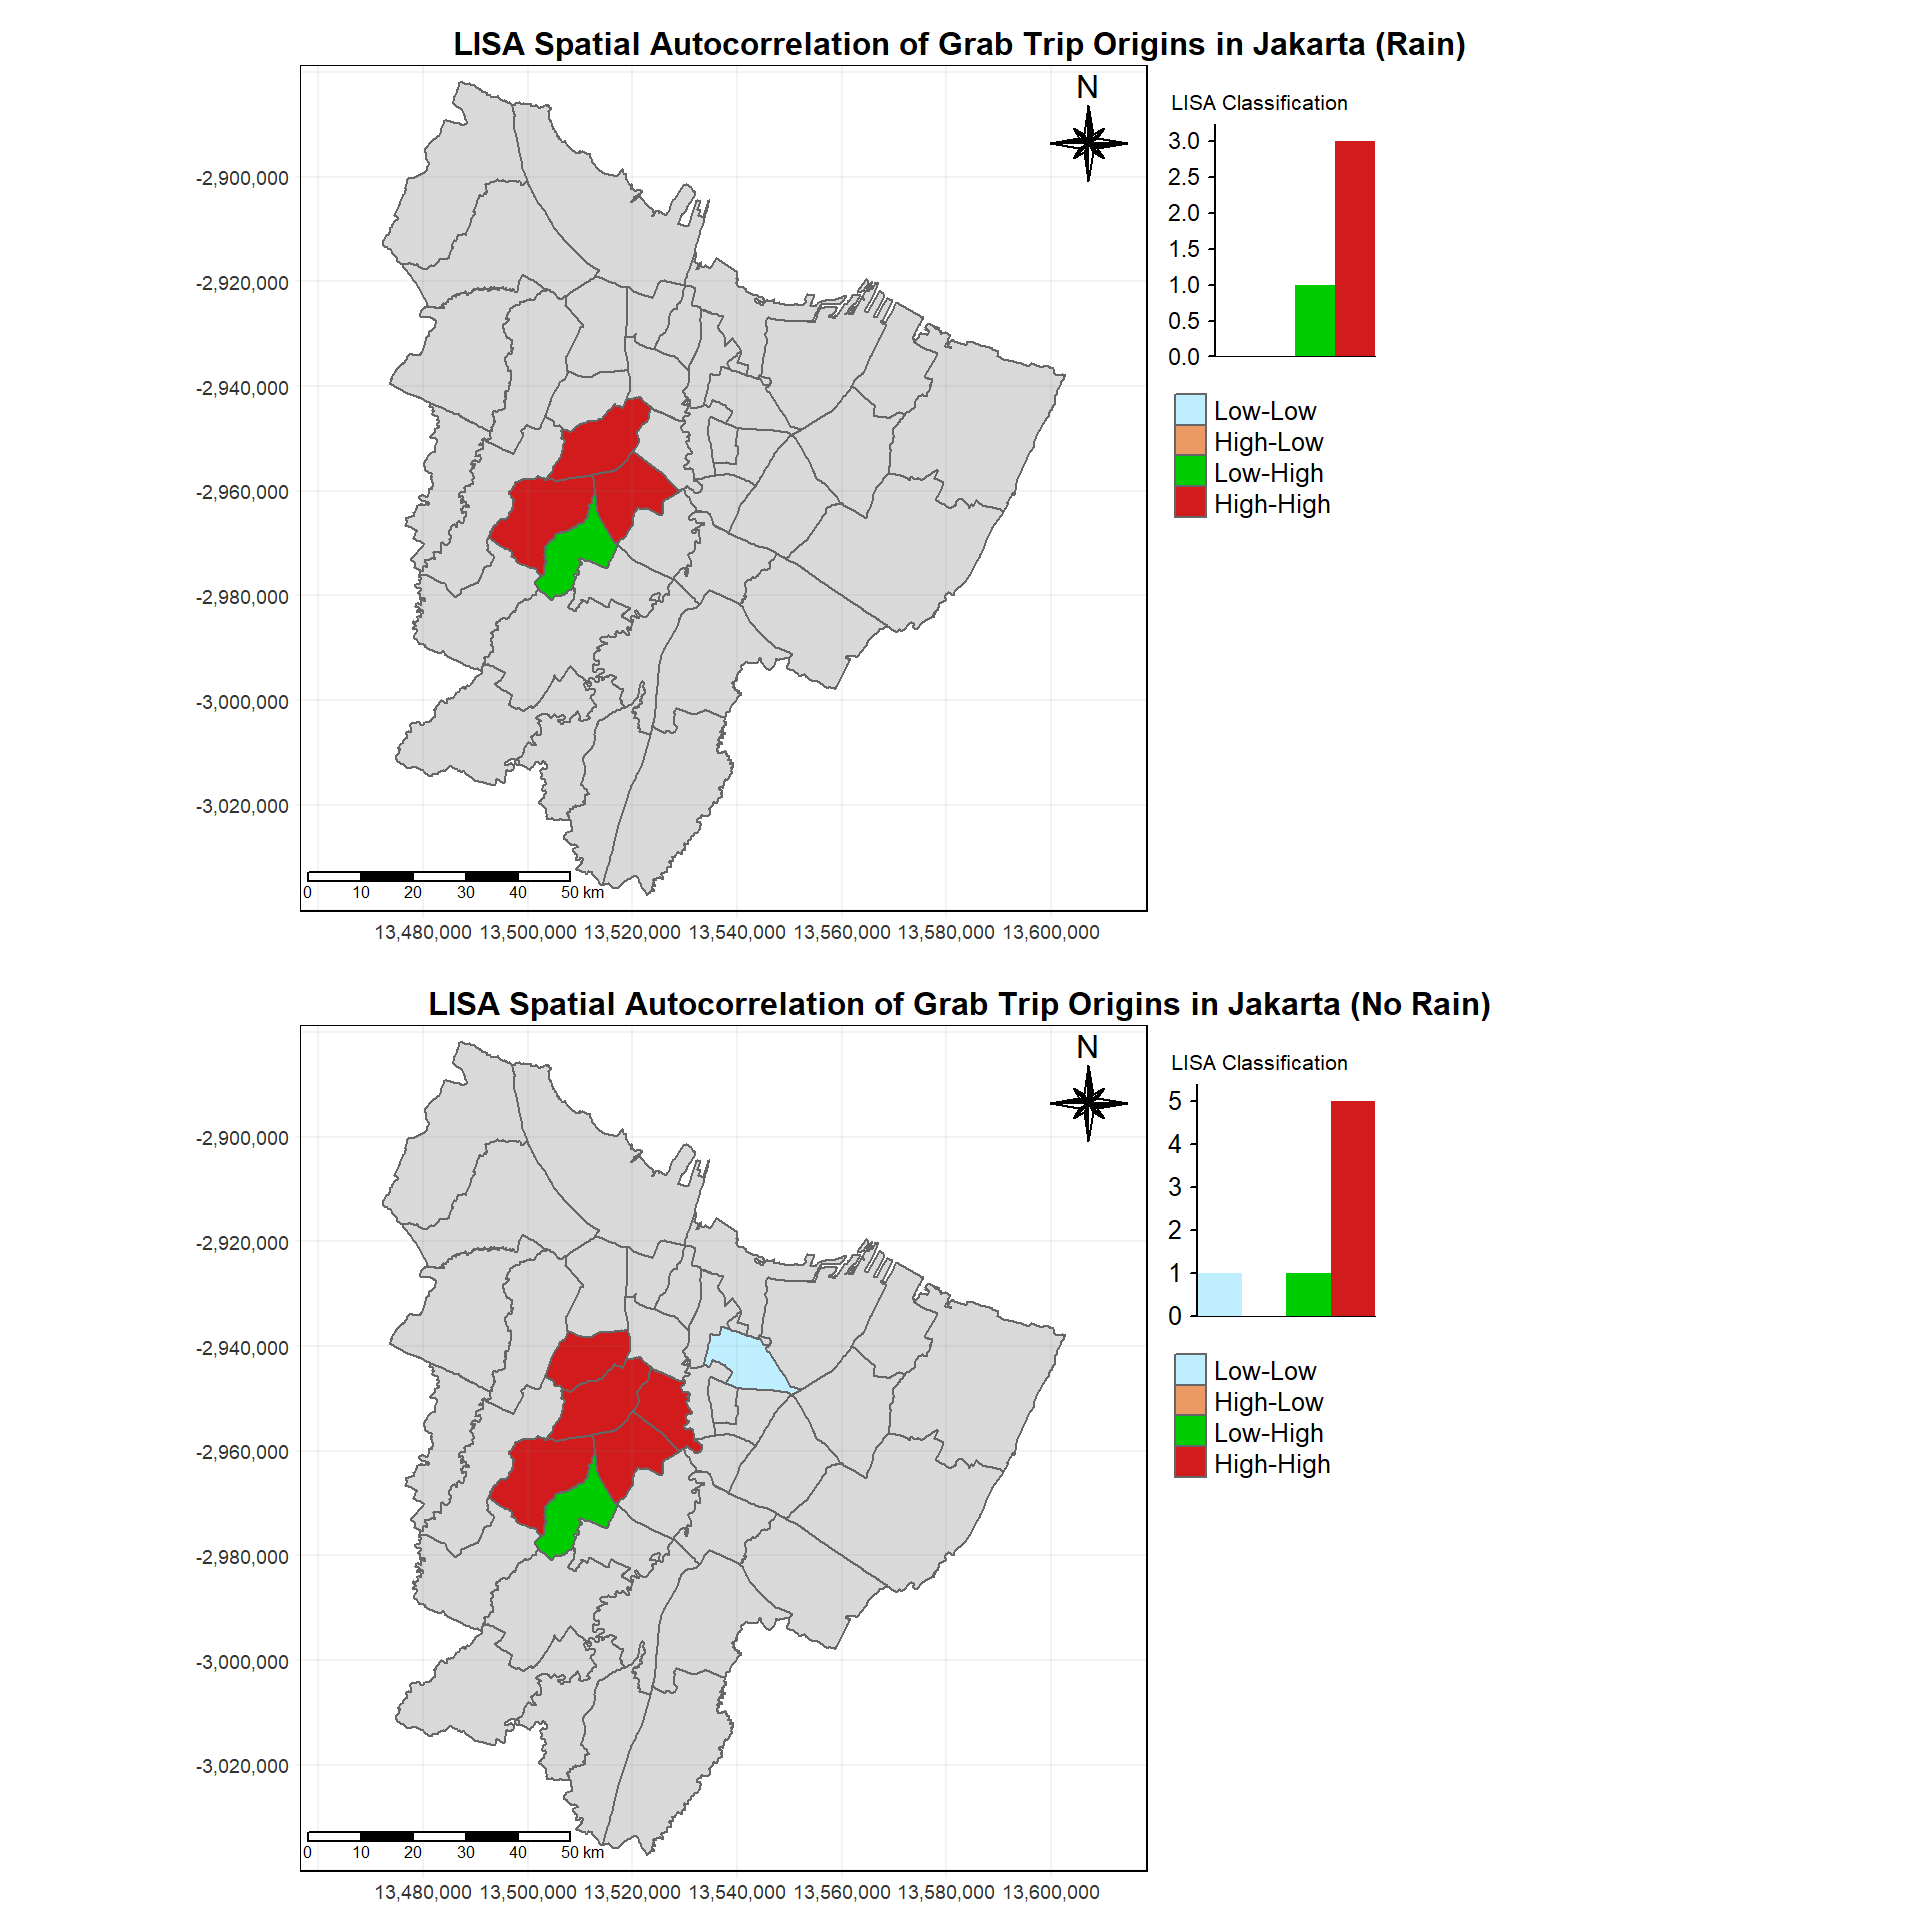 LISA Spatial Autocorrelation of Grab Trip Origins in Jakarta (Rain)
N
LISA Classification
3.0
2.5
2.0
1.5
1.0
0.5
0.0
Low-Low
High-Low
Low-High
High-High
-2,900,000
-2,920,000
-2,940,000
-2,960,000
-2,980,000
-3,000,000
-3,020,000
0 10 20 30 40 50 km
13,480,000 13,500,000 13,520,000 13,540,000 13,560,000 13,580,000 13,600,000
LISA Spatial Autocorrelation of Grab Trip Origins in Jakarta (No Rain)
N
LISA Classification
5
4
3
2
1
0
Low-Low
High-Low
Low-High
High-High
-2,900,000
-2,920,000
-2,940,000
-2,960,000
-2,980,000
-3,000,000
-3,020,000
0 10 20 30 40 50 km
13,480,000 13,500,000 13,520,000 13,540,000 13,560,000 13,580,000 13,600,000